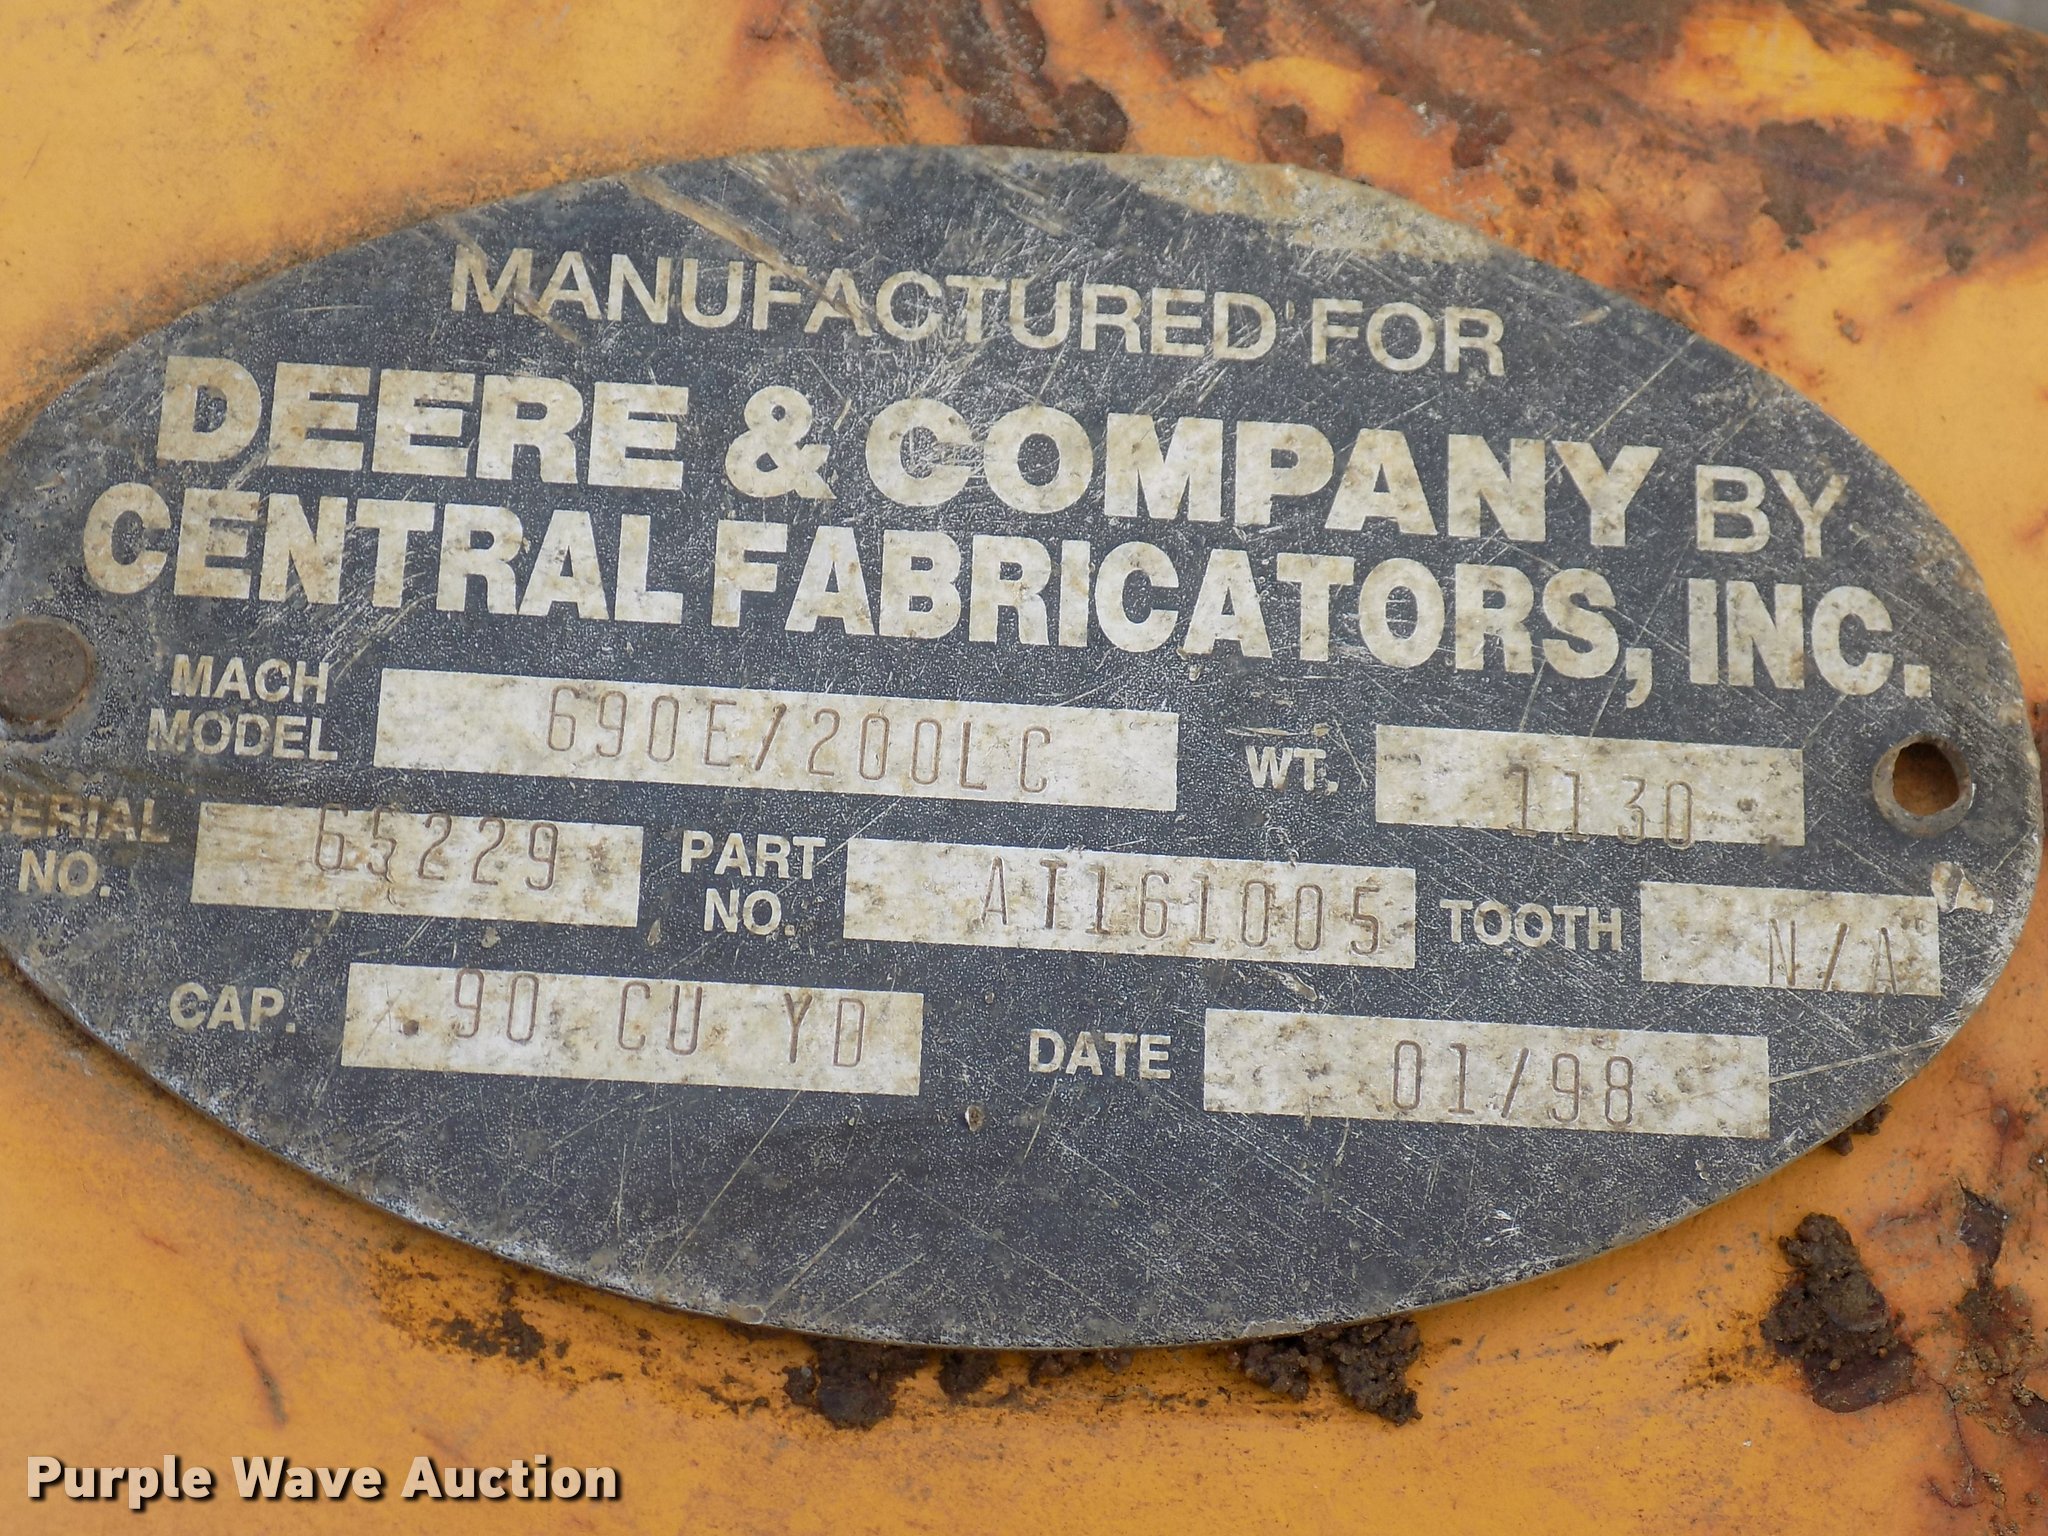 MANUFACTURED FOR
DEERE & COMPANY BY
CENTRAL FABRICATORS, INC.
MACH MODEL 690E/200LC WT. 1130
SERIAL NO. 65229 PART NO. AT161005 TOOTH N/A
CAP. .90 CU YD DATE 01/98
Purple Wave Auction